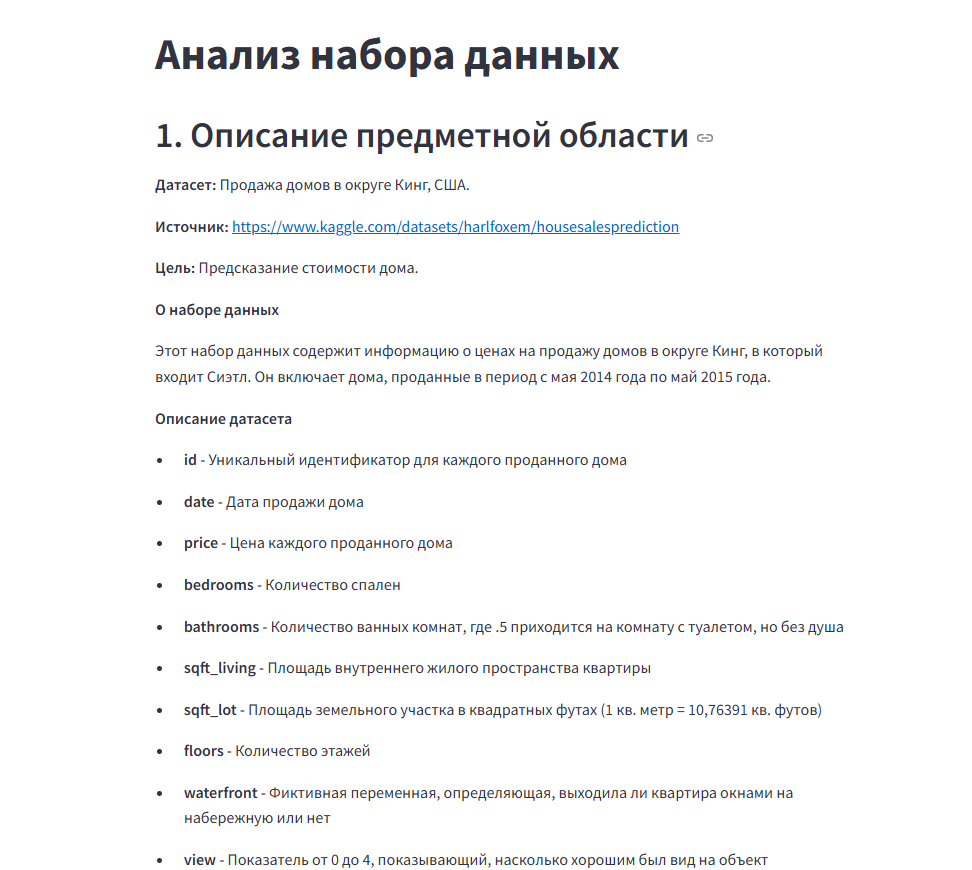 Анализ набора данных
1. Описание предметной области
Датасет: Продажа домов в округе Кинг, США.
Источник: https://www.kaggle.com/datasets/harlfoxem/housesalesprediction
Цель: Предсказание стоимости дома.
О наборе данных
Этот набор данных содержит информацию о ценах на продажу домов в округе Кинг, в который
входит Сиэтл. Он включает дома, проданные в период с мая 2014 года по май 2015 года.
Описание датасета
• id - Уникальный идентификатор для каждого проданного дома
• date - Дата продажи дома
• price - Цена каждого проданного дома
• bedrooms - Количество спален
• bathrooms - Количество ванных комнат, где .5 приходится на комнату с туалетом, но без душа
• sqft_living - Площадь внутреннего жилого пространства квартиры
• sqft_lot - Площадь земельного участка в квадратных футах (1 кв. метр = 10,76391 кв. футов)
• floors - Количество этажей
• waterfront - Фиктивная переменная, определяющая, выходила ли квартира окнами на
набережную или нет
• view - Показатель от 0 до 4, показывающий, насколько хорошим был вид на объект